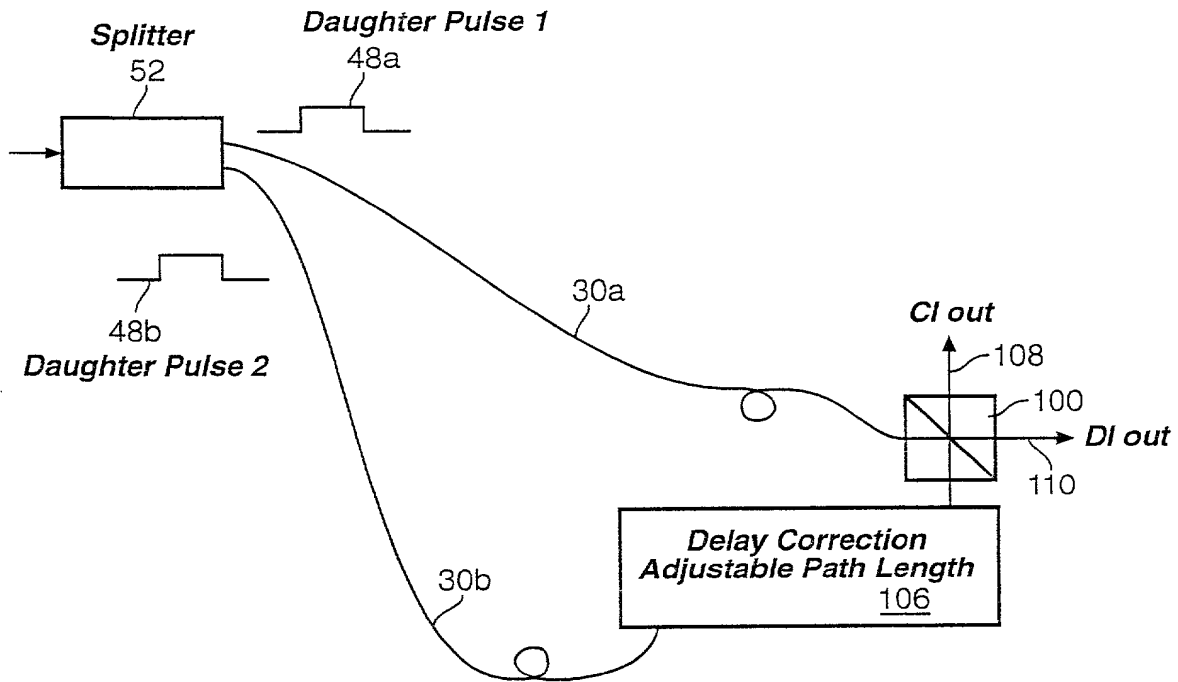 Splitter
52
Daughter Pulse 1
48a
48b
Daughter Pulse 2
30a
CI out
108
100
DI out
110
Delay Correction
Adjustable Path Length
106
30b